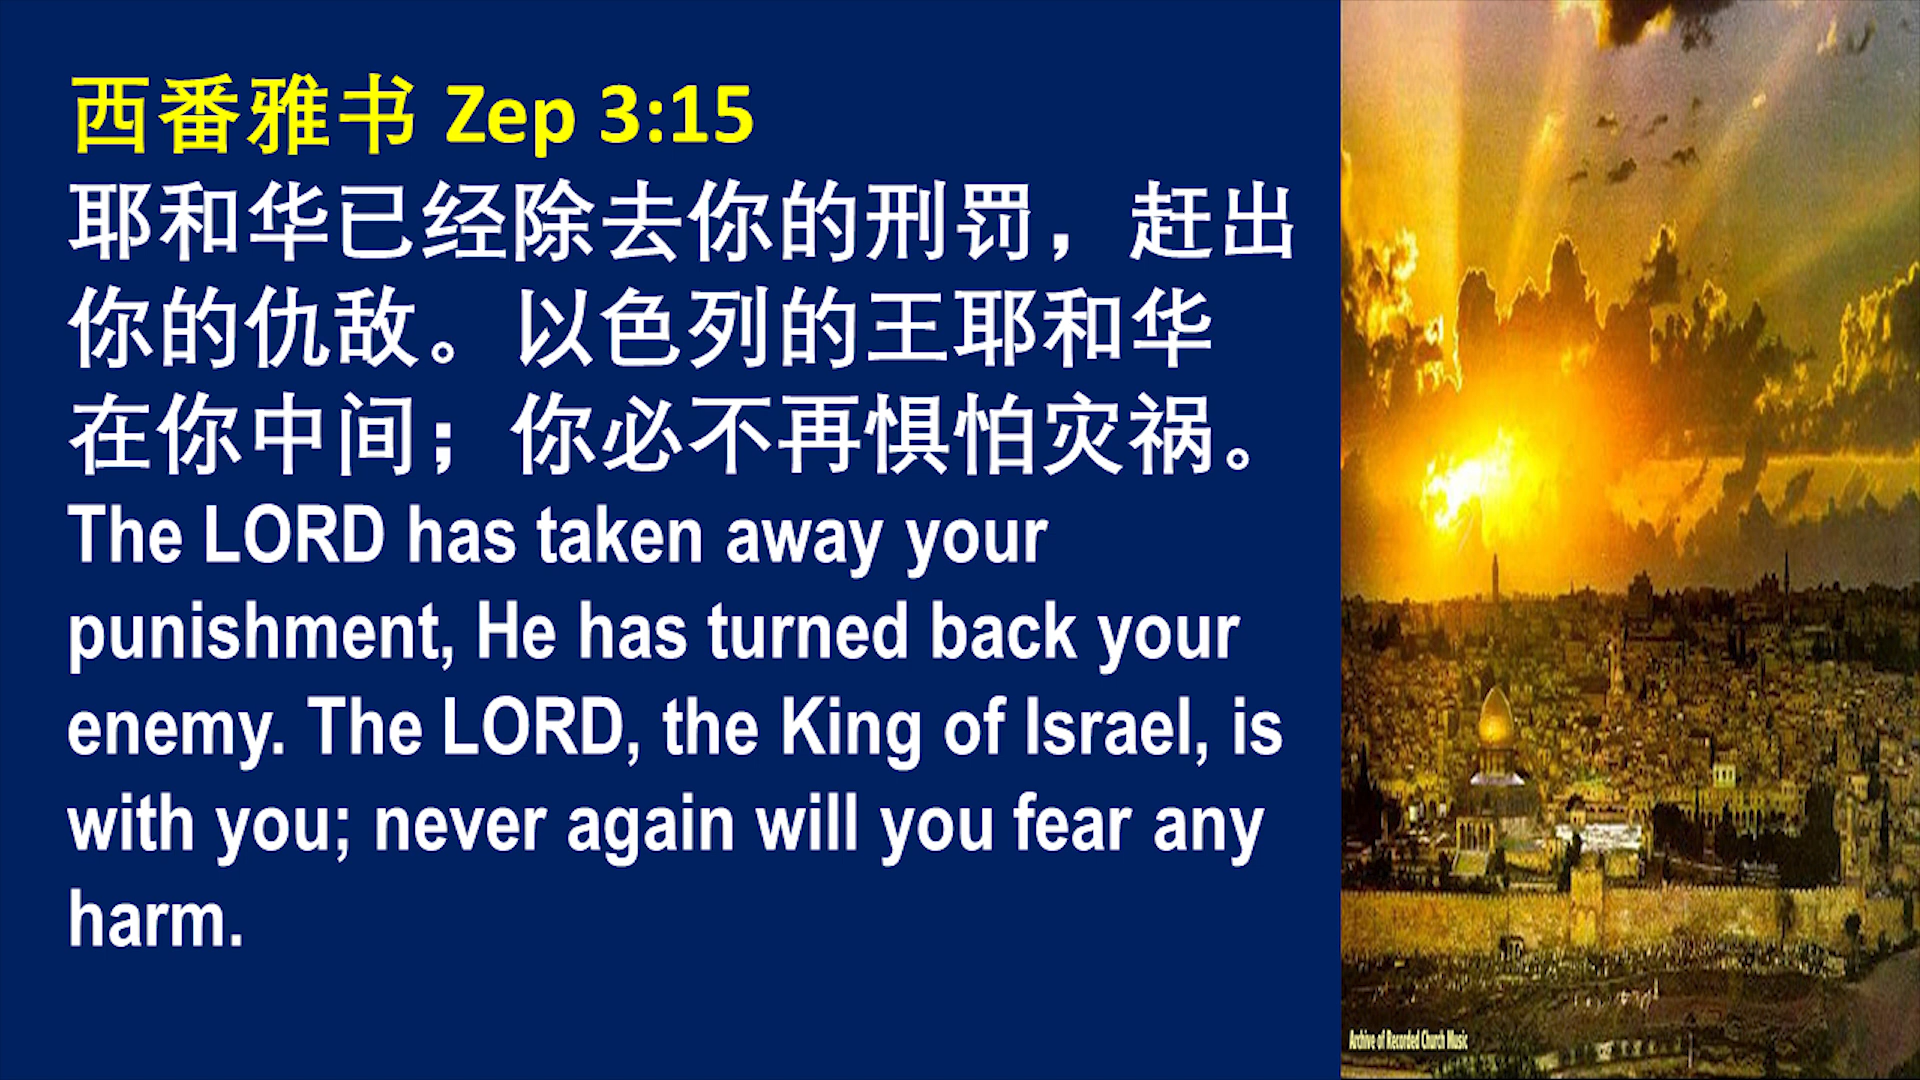 西番雅书 Zep 3:15
耶和华已经除去你的刑罚，赶出
你的仇敌。以色列的王耶和华
在你中间；你必不再惧怕灾祸。
The LORD has taken away your
punishment, He has turned back your
enemy. The LORD, the King of Israel, is
with you; never again will you fear any
harm.
Archive of Recorded Church Music